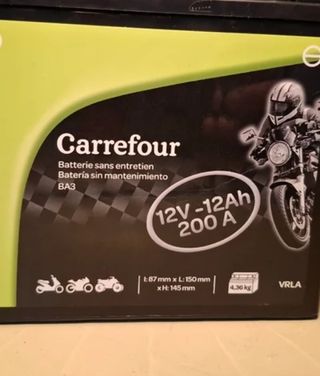 Carrefour
Batterie sans entretien
Batería sin mantenimiento
BA3
12V -12Ah
200 A
l: 87 mm x L: 150 mm
x H: 145 mm
4,36 kg
VRLA